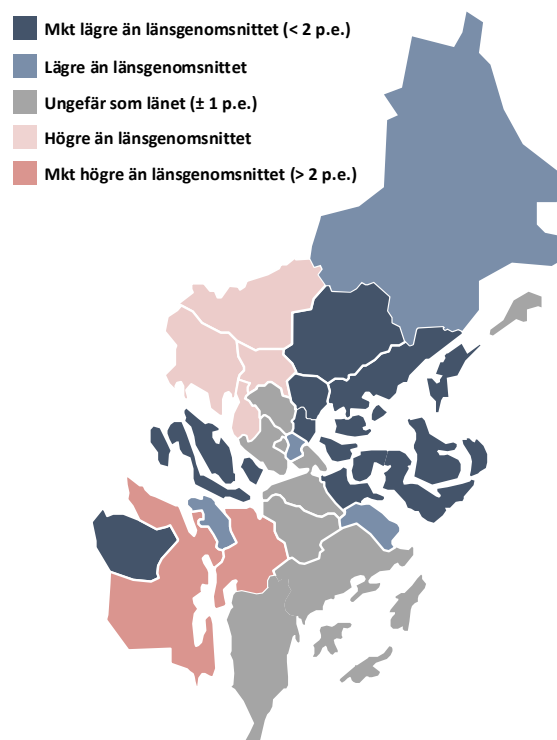 Mkt lägre än länsgenomsnittet (< 2 p.e.)
Lägre än länsgenomsnittet
Ungefär som länet (± 1 p.e.)
Högre än länsgenomsnittet
Mkt högre än länsgenomsnittet (> 2 p.e.)